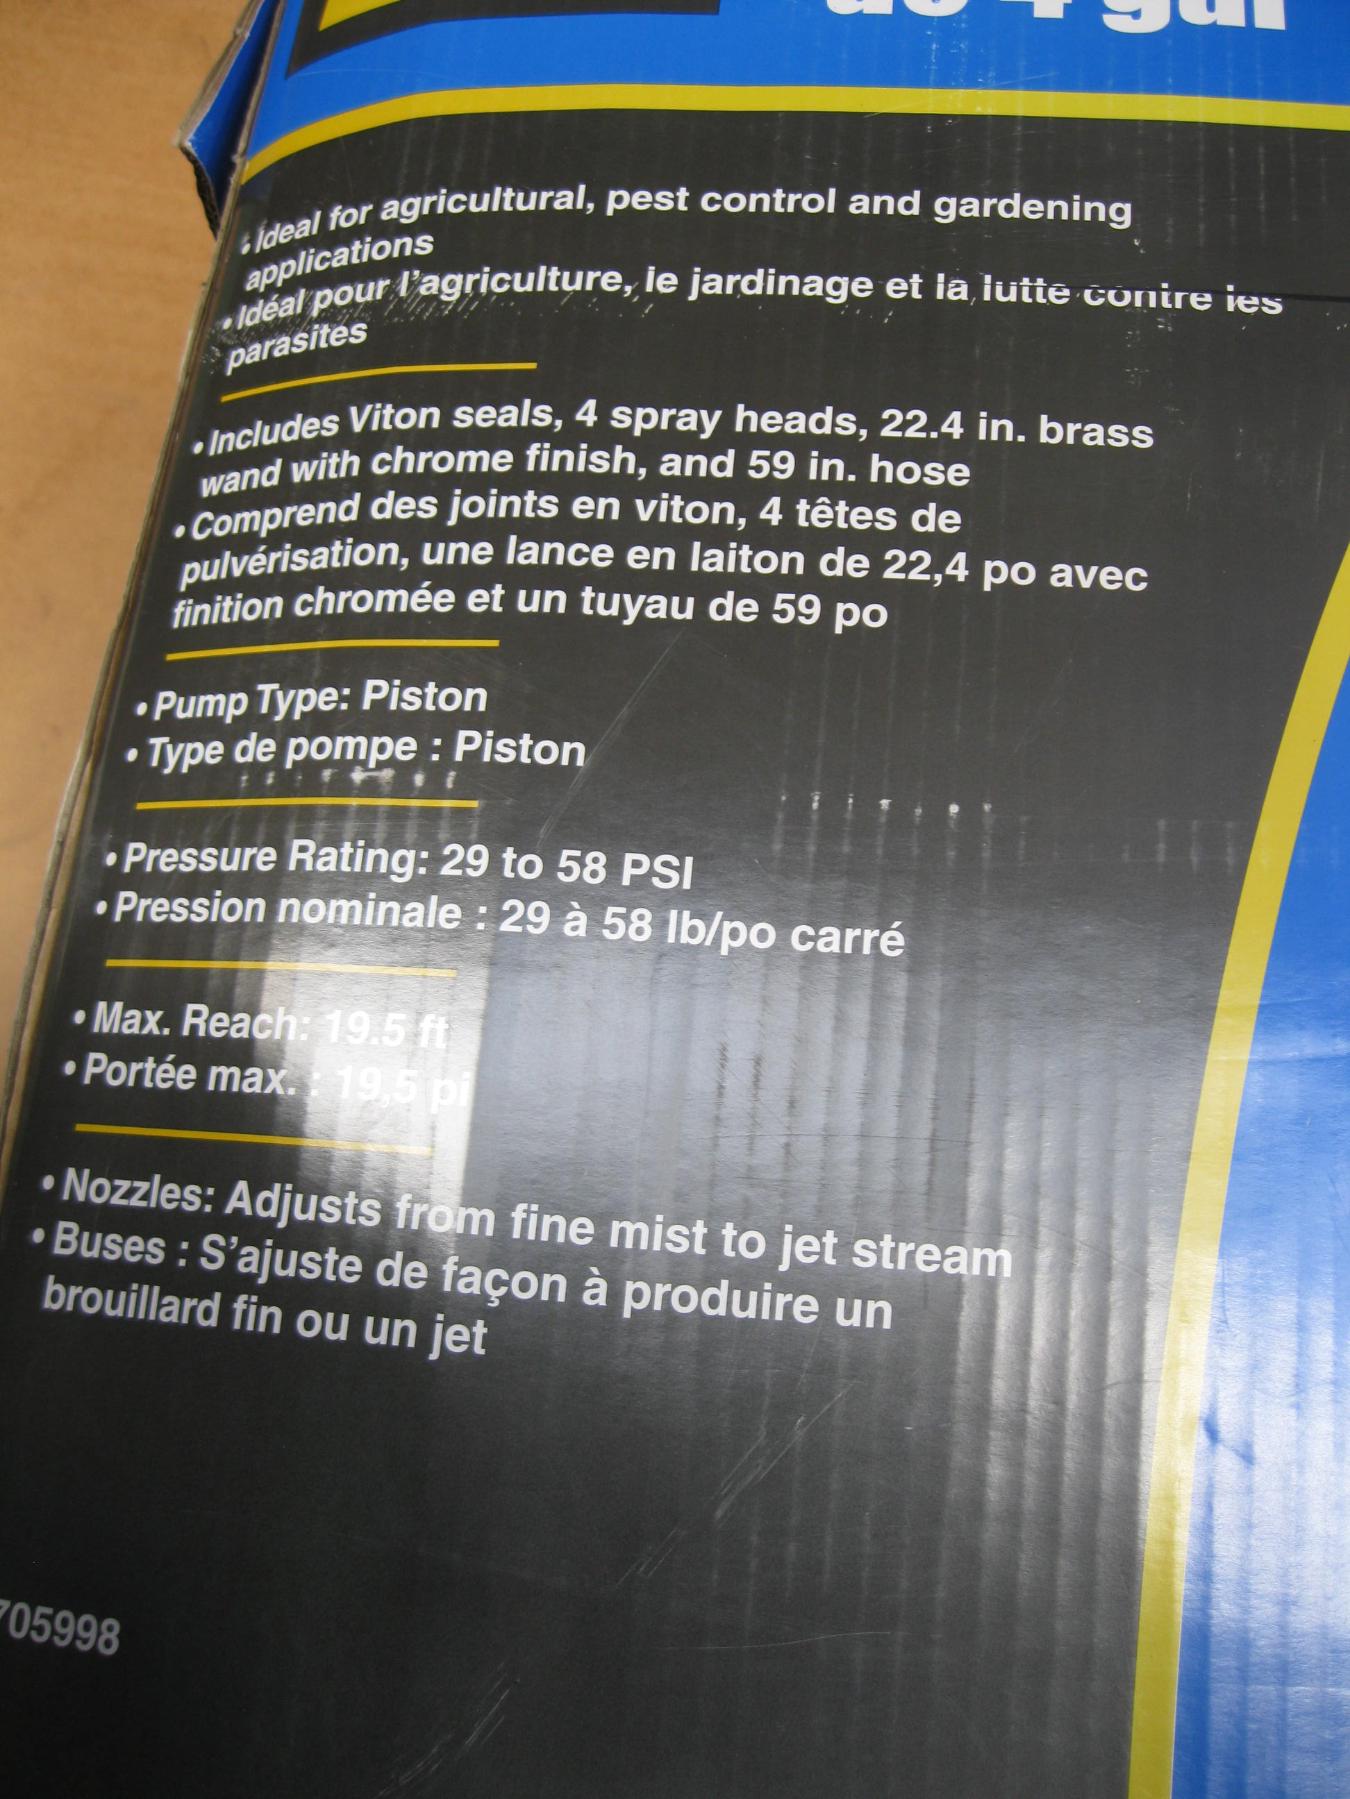 de 4 gal
• Ideal for agricultural, pest control and gardening
applications
• Idéal pour l'agriculture, le jardinage et la lutte contre les
parasites
• Includes Viton seals, 4 spray heads, 22.4 in. brass
wand with chrome finish, and 59 in. hose
• Comprend des joints en viton, 4 têtes de
pulvérisation, une lance en laiton de 22,4 po avec
finition chromée et un tuyau de 59 po
• Pump Type: Piston
• Type de pompe : Piston
• Pressure Rating: 29 to 58 PSI
• Pression nominale : 29 à 58 lb/po carré
• Max. Reach: 19.5 ft
• Portée max. : 19,5 pi
• Nozzles: Adjusts from fine mist to jet stream
• Buses : S'ajuste de façon à produire un
brouillard fin ou un jet
705998